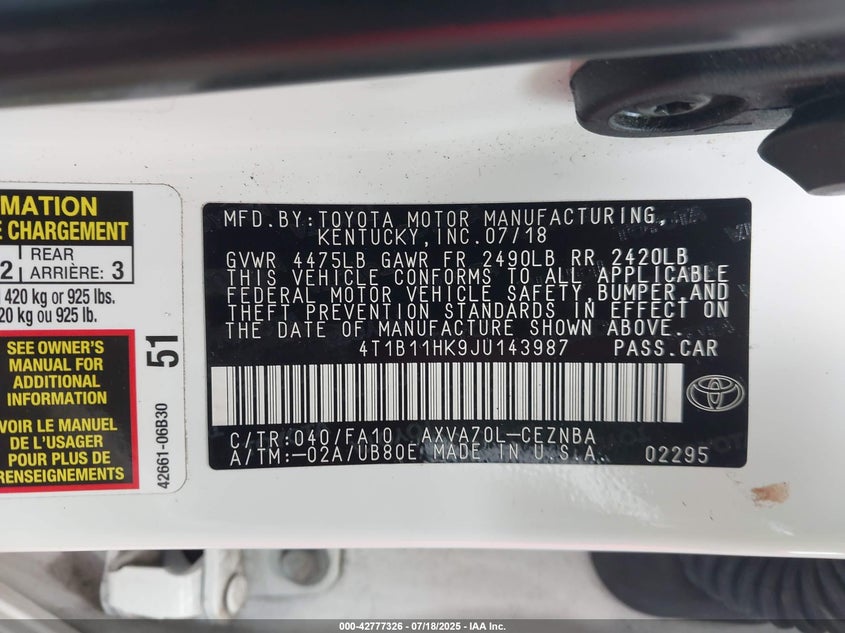 MATION
E CHARGEMENT
2 REAR ARRIÈRE: 3
420 kg or 925 lbs.
20 kg ou 925 lb.
SEE OWNER'S
MANUAL FOR
ADDITIONAL
INFORMATION
VOIR LE MANUEL
DE L'USAGER
POUR PLUS DE
RENSEIGNEMENTS
51
42661-06B30
MFD.BY:TOYOTA MOTOR MANUFACTURING,
KENTUCKY,INC.07/18
GVWR 4475LB GAWR FR 2490LB RR 2420LB
THIS VEHICLE CONFORMS TO ALL APPLICABLE
FEDERAL MOTOR VEHICLE SAFETY,BUMPER,AND
THEFT PREVENTION STANDARDS IN EFFECT ON
THE DATE OF MANUFACTURE SHOWN ABOVE.
4T1B11HK9JU143987 PASS.CAR
C/TR:040/FA10 AXVA70L-CEZNBA
A/TM:-02A/UB80E MADE IN U.S.A. 02295
000-42777326 / 07/18/2025 - IAA Inc.